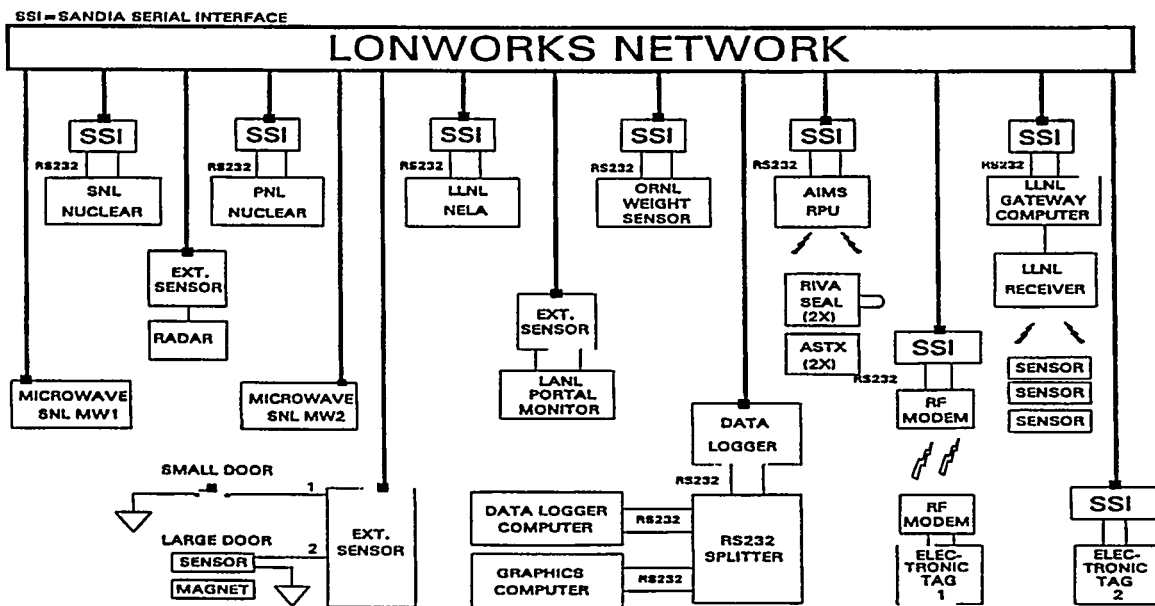 SSI=SANDIA SERIAL INTERFACE
LONWORKS NETWORK
SSI
RS232
SNL
NUCLEAR
SSI
RS232
PNL
NUCLEAR
SSI
RS232
LLNL
NELA
SSI
RS232
ORNL
WEIGHT
SENSOR
SSI
RS232
AIMS
RPU
SSI
RS232
LLNL
GATEWAY
COMPUTER
EXT.
SENSOR
RADAR
EXT.
SENSOR
LANL
PORTAL
MONITOR
RIVA
SEAL
(2X)
ASTX
(2X)
LLNL
RECEIVER
SENSOR
SENSOR
SENSOR
SSI
RS232
RF
MODEM
MICROWAVE
SNL MW1
MICROWAVE
SNL MW2
DATA
LOGGER
RS232
SMALL DOOR
1
LARGE DOOR
2
SENSOR
MAGNET
EXT.
SENSOR
DATA LOGGER
COMPUTER
RS232
GRAPHICS
COMPUTER
RS232
RS232
SPLITTER
RF
MODEM
ELEC-
TRONIC
TAG
1
SSI
ELEC-
TRONIC
TAG
2